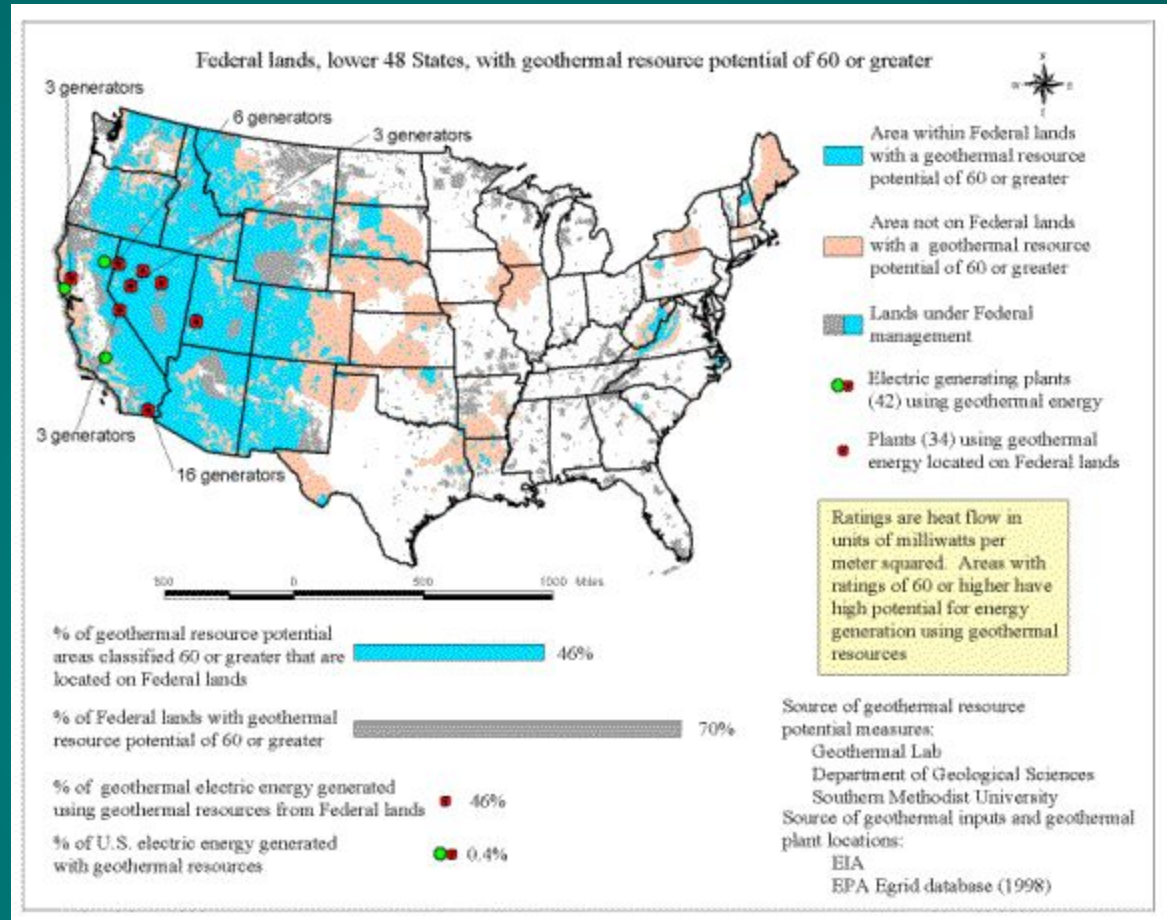 Federal lands, lower 48 States, with geothermal resource potential of 60 or greater
3 generators
6 generators
3 generators
3 generators
16 generators
Area within Federal lands
with a geothermal resource
potential of 60 or greater
Area not on Federal lands
with a geothermal resource
potential of 60 or greater
Lands under Federal
management
Electric generating plants
(42) using geothermal energy
Plants (34) using geothermal
energy located on Federal lands
Ratings are heat flow in
units of milliwatts per
meter squared. Areas with
ratings of 60 or higher have
high potential for energy
generation using geothermal
resources
500 0 500 1000 Miles
% of geothermal resource potential
areas classified 60 or greater that are
located on Federal lands
46%
% of Federal lands with geothermal
resource potential of 60 or greater
70%
% of geothermal electric energy generated
using geothermal resources from Federal lands
46%
% of U.S. electric energy generated
with geothermal resources
0.4%
Source of geothermal resource
potential measures:
Geothermal Lab
Department of Geological Sciences
Southern Methodist University
Source of geothermal inputs and geothermal
plant locations:
EIA
EPA Egrid database (1998)